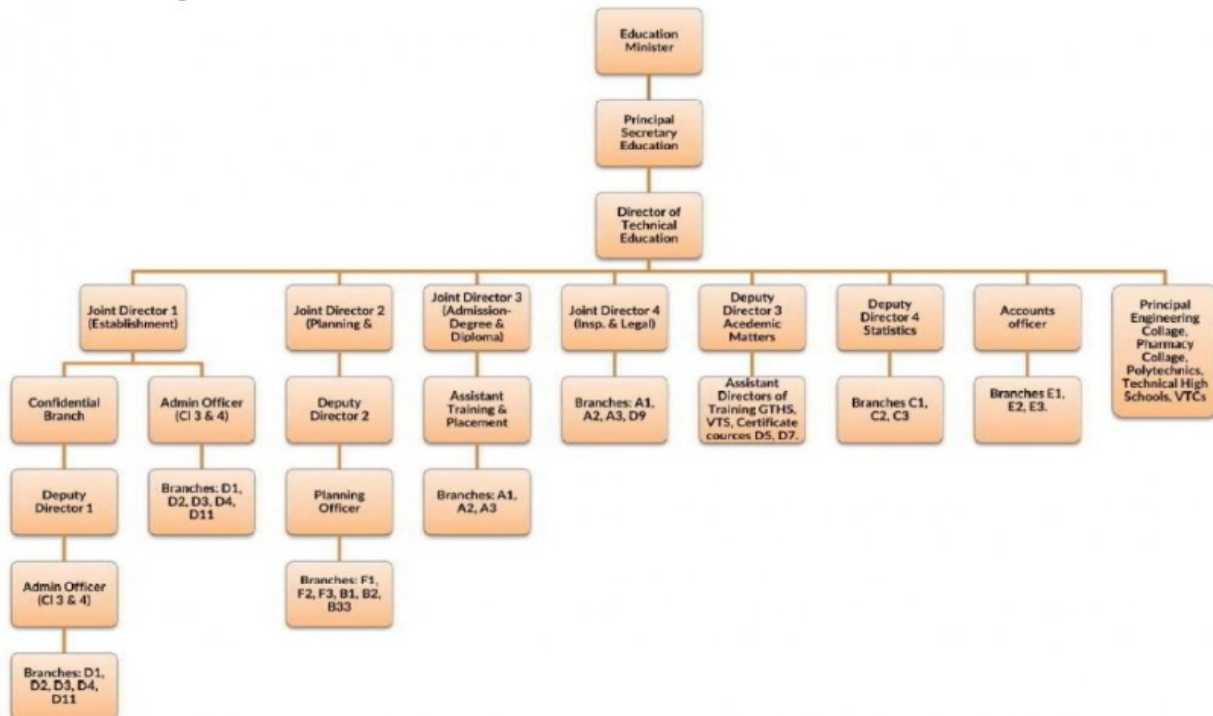 Education
Minister
Principal
Secretary
Education
Director of
Technical
Education
Joint Director 1
(Establishment)
Joint Director 2
(Planning &
Joint Director 3
(Admission-
Degree &
Diploma)
Joint Director 4
(Insp. & Legal)
Deputy
Director 3
Acedemic
Matters
Deputy
Director 4
Statistics
Accounts
officer
Principal
Engineering
Collage,
Pharmacy
Collage,
Polytechnics,
Technical High
Schools, VTCs
Confidential
Branch
Admin Officer
(Cl 3 & 4)
Deputy
Director 2
Assistant
Training &
Placement
Branches: A1,
A2, A3, D9
Assistant
Directors of
Training GTHS,
VTS, Certificate
cources D5, D7.
Branches C1,
C2, C3
Branches E1,
E2, E3.
Deputy
Director 1
Branches: D1,
D2, D3, D4,
D11
Planning
Officer
Branches: A1,
A2, A3
Admin Officer
(Cl 3 & 4)
Branches: F1,
F2, F3, B1, B2,
B33
Branches: D1,
D2, D3, D4,
D11